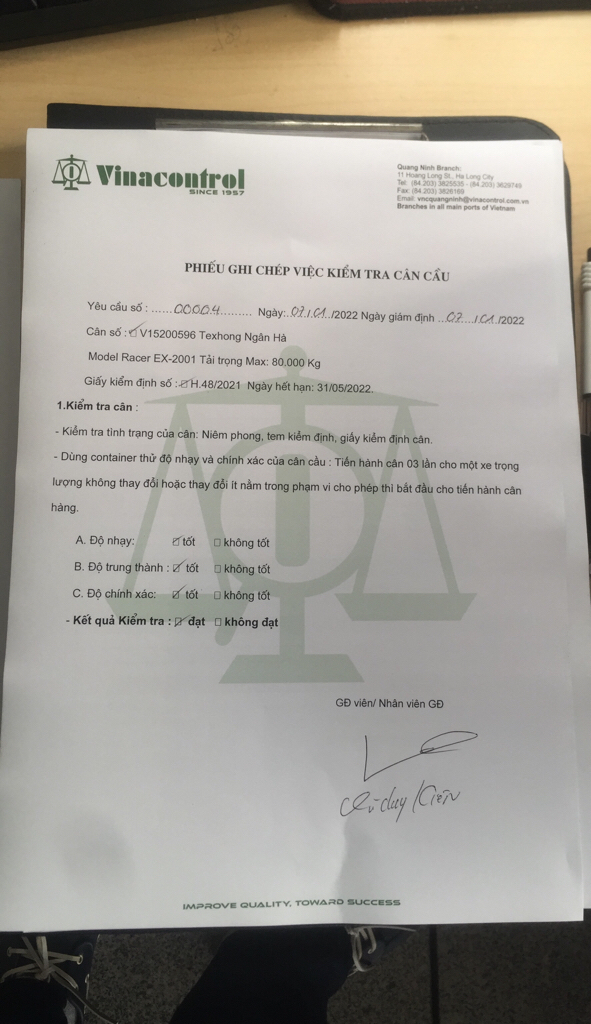 Vinacontrol
SINCE 1957
Quang Ninh Branch:
11 Hoang Long St., Ha Long City
Tel: (84.203) 3825535 - (84.203) 3829749
Fax: (84.203) 3826169
Email: vncquangninh@vinacontrol.com.vn
Branches in all main ports of Vietnam
PHIẾU GHI CHÉP VIỆC KIỂM TRA CÂN CẨU
Yêu cầu số : ......00004......... Ngày:..07./.01../2022 Ngày giám định ...07..../.01./2022
Cân số : ☑ V15200596 Texhong Ngân Hà
Model Racer EX-2001 Tải trọng Max: 80.000 Kg
Giấy kiểm định số : ☑ H.48/2021 Ngày hết hạn: 31/05/2022.
1.Kiểm tra cân :
- Kiểm tra tình trạng của cân: Niêm phong, tem kiểm định, giấy kiểm định cân.
- Dùng container thử độ nhạy và chính xác của cân cầu : Tiến hành cân 03 lần cho một xe trọng
lượng không thay đổi hoặc thay đổi ít nằm trong phạm vi cho phép thì bắt đầu cho tiến hành cân
hàng.
A. Độ nhạy: ☑ tốt ☐ không tốt
B. Độ trung thành : ☑ tốt ☐ không tốt
C. Độ chính xác: ☑ tốt ☐ không tốt
- Kết quả Kiểm tra : ☑ đạt ☐ không đạt
GĐ viên/ Nhân viên GĐ
duy Kiên
IMPROVE QUALITY, TOWARD SUCCESS